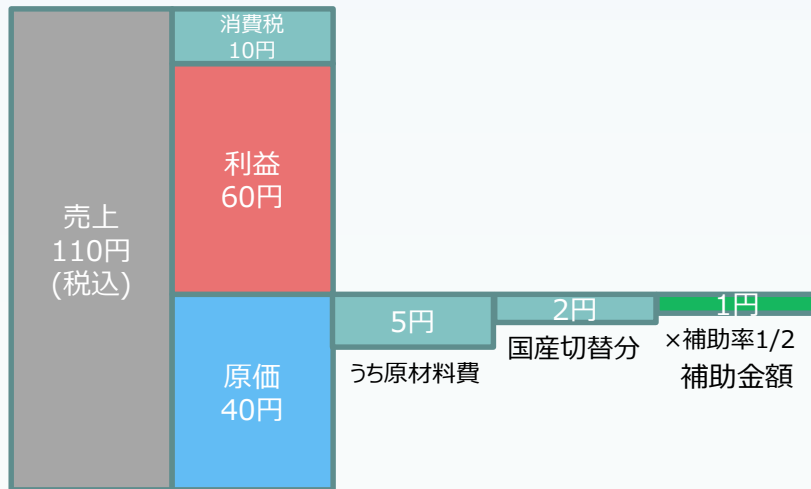 消費税
10円
利益
60円
売上
110円
(税込)
原価
40円
5円
うち原材料費
2円
国産切替分
1円
×補助率1/2
補助金額